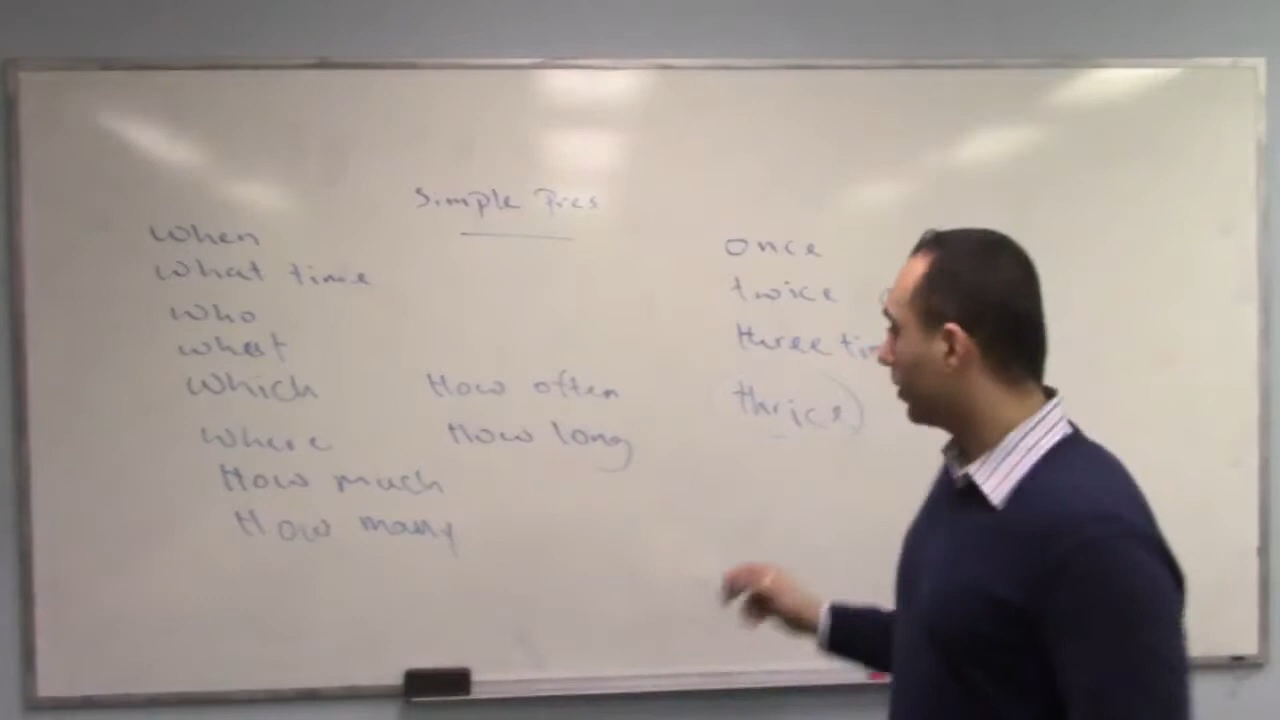 Simple Pres
when
what time
who
what
which
where
How much
How many
How often
How long
once
twice
three
thrice)